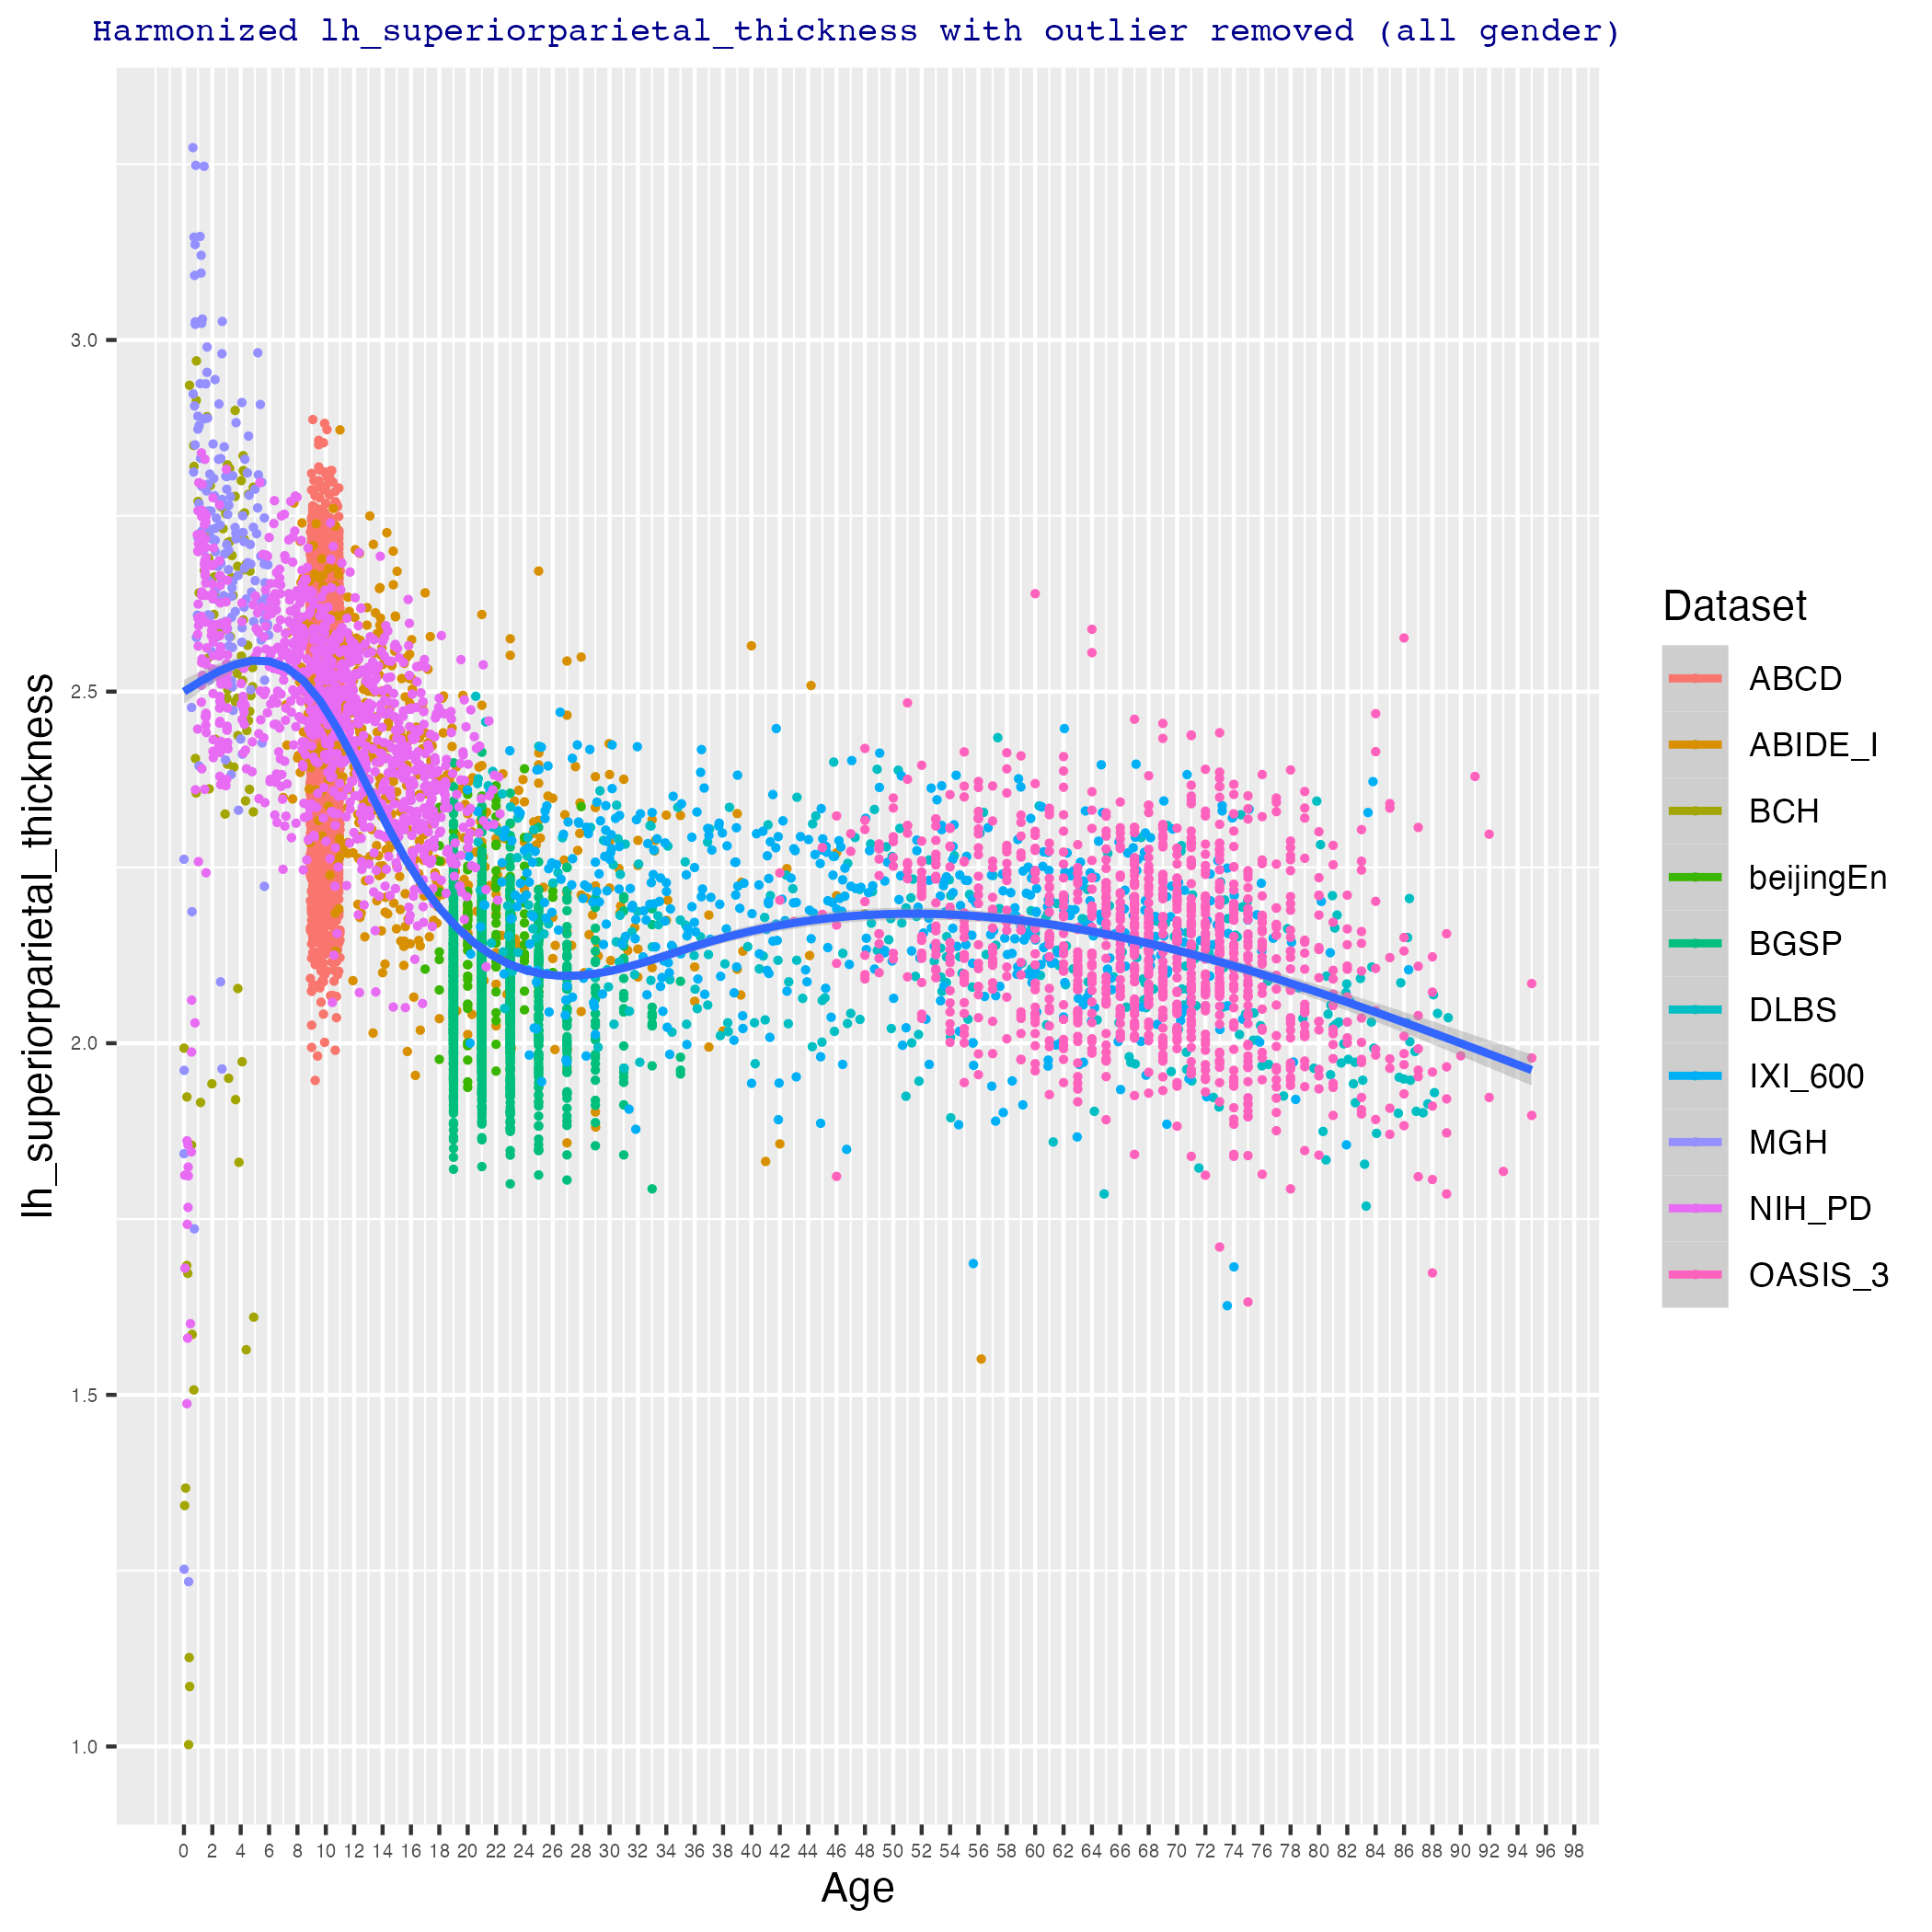 Harmonized lh_superiorparietal_thickness with outlier removed (all gender)
lh_superiorparietal_thickness
3.0
2.5
2.0
1.5
1.0
0 2 4 6 8 10 12 14 16 18 20 22 24 26 28 30 32 34 36 38 40 42 44 46 48 50 52 54 56 58 60 62 64 66 68 70 72 74 76 78 80 82 84 86 88 90 92 94 96 98
Age
Dataset
ABCD
ABIDE_I
BCH
beijingEn
BGSP
DLBS
IXI_600
MGH
NIH_PD
OASIS_3